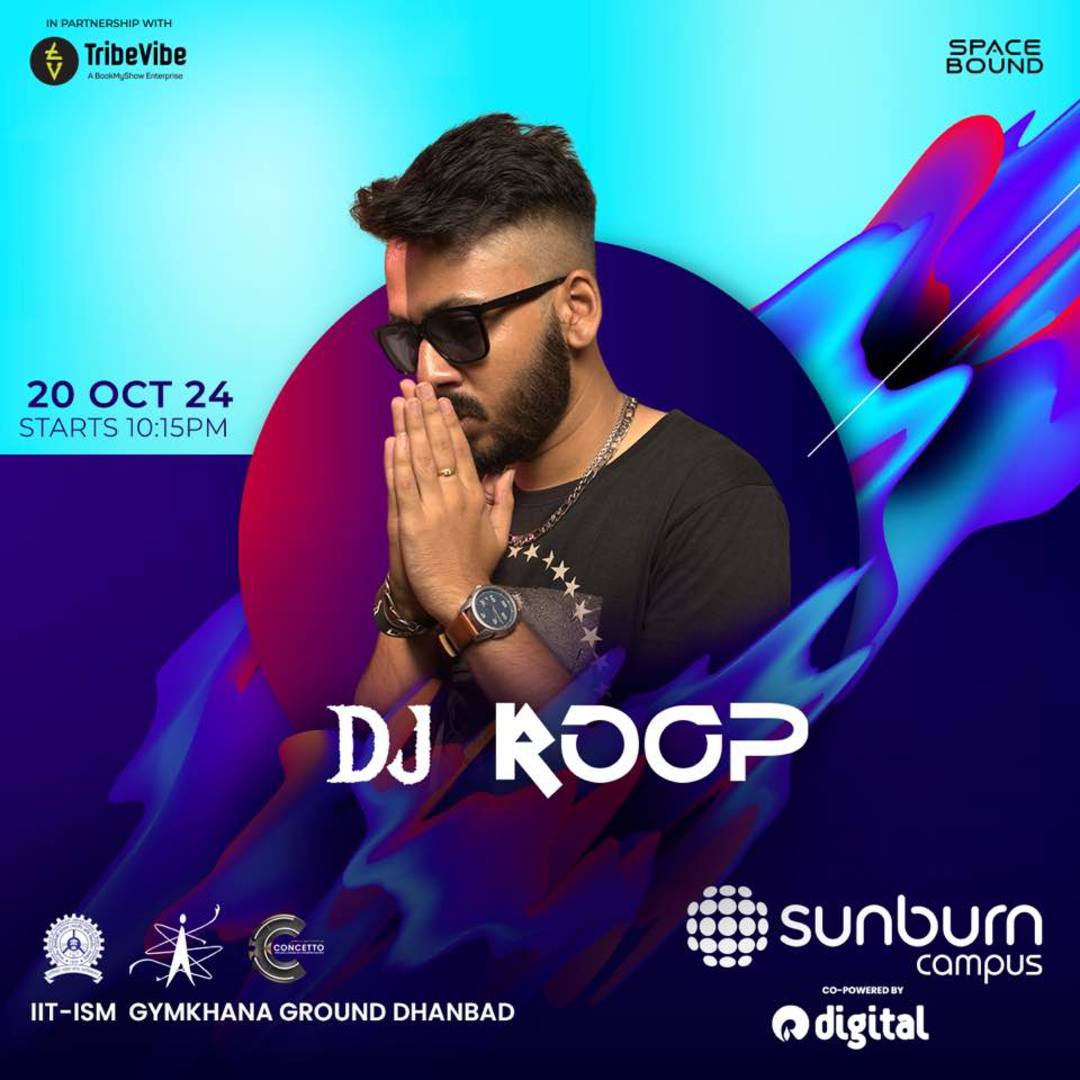 IN PARTNERSHIP WITH
TribeVibe
A BookMyShow Enterprise
SPACE
BOUND
20 OCT 24
STARTS 10:15PM
DJ ROOP
CONCETTO
IIT-ISM GYMKHANA GROUND DHANBAD
sunburn
campus
CO-POWERED BY
digital